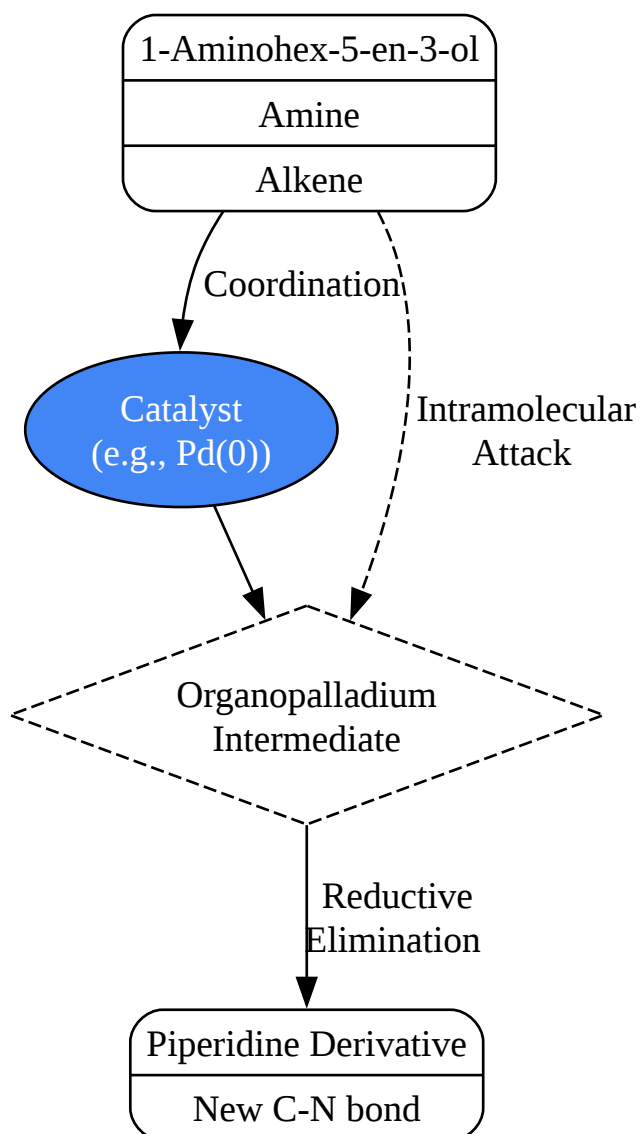 1-Aminohex-5-en-3-ol
Amine
Alkene
Coordination
Catalyst
(e.g., Pd(0))
Intramolecular
Attack
Organopalladium
Intermediate
Reductive
Elimination
Piperidine Derivative
New C-N bond